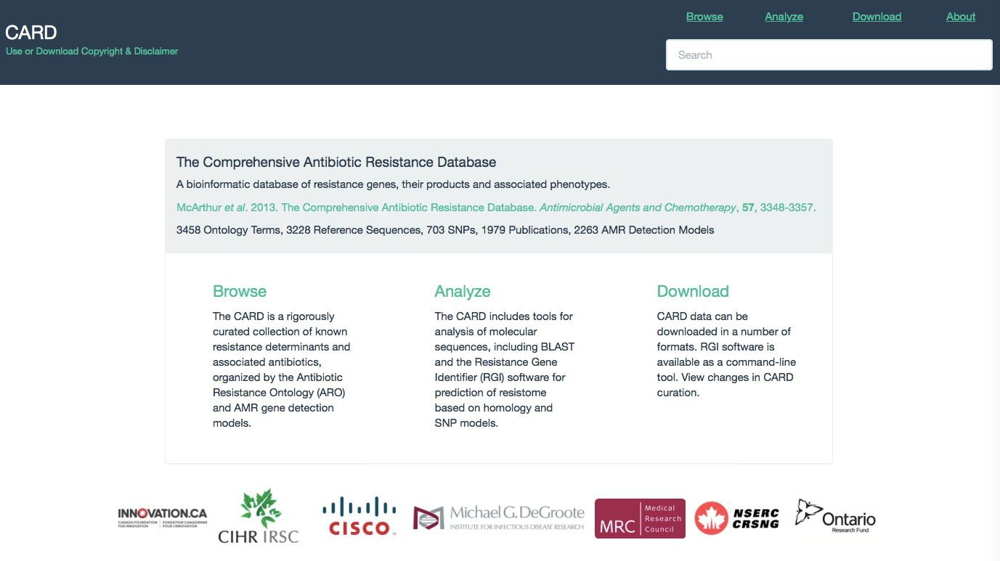 CARD
Use or Download Copyright & Disclaimer
Browse
Analyze
Download
About
Search
The Comprehensive Antibiotic Resistance Database
A bioinformatic database of resistance genes, their products and associated phenotypes.
McArthur et al. 2013. The Comprehensive Antibiotic Resistance Database. Antimicrobial Agents and Chemotherapy, 57, 3348-3357.
3458 Ontology Terms, 3228 Reference Sequences, 703 SNPs, 1979 Publications, 2263 AMR Detection Models
Browse
The CARD is a rigorously
curated collection of known
resistance determinants and
associated antibiotics,
organized by the Antibiotic
Resistance Ontology (ARO)
and AMR gene detection
models.
Analyze
The CARD includes tools for
analysis of molecular
sequences, including BLAST
and the Resistance Gene
Identifier (RGI) software for
prediction of resistome
based on homology and
SNP models.
Download
CARD data can be
downloaded in a number of
formats. RGI software is
available as a command-line
tool. View changes in CARD
curation.
INNOVATION.CA
CANADA FOUNDATION
FOR INNOVATION
FONDATION CANADIENNE
POUR L'INNOVATION
CIHR IRSC
CISCO
Michael G. DeGroote
INSTITUTE FOR INFECTIOUS DISEASE RESEARCH
MRC
Medical
Research
Council
NSERC
CRSNG
Ontario
Research Fund